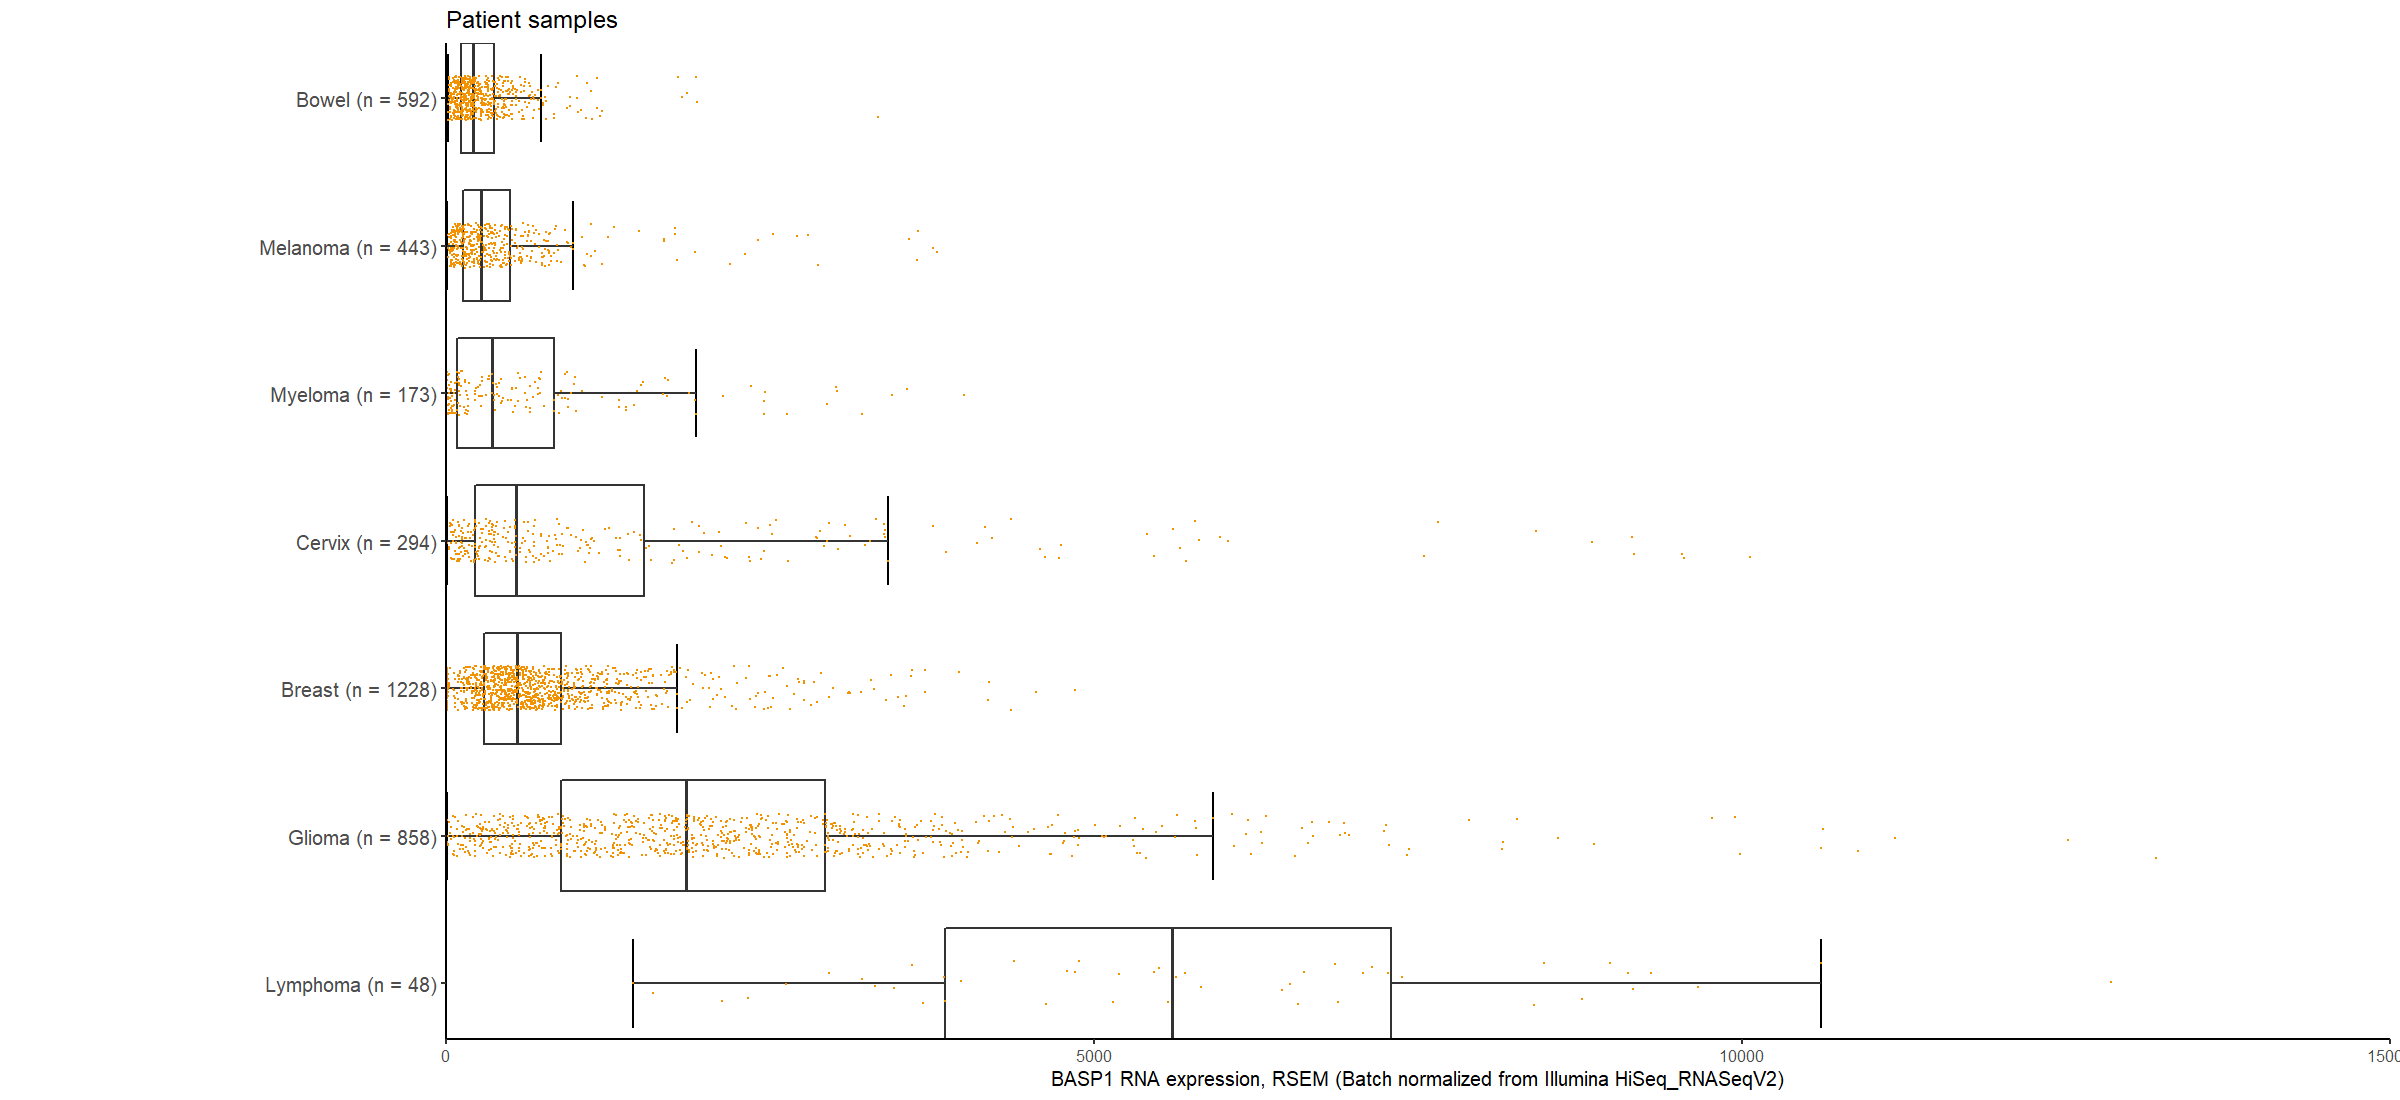 Patient samples
Bowel (n = 592)
Melanoma (n = 443)
Myeloma (n = 173)
Cervix (n = 294)
Breast (n = 1228)
Glioma (n = 858)
Lymphoma (n = 48)
0 5000 10000 1500
BASP1 RNA expression, RSEM (Batch normalized from Illumina HiSeq_RNASeqV2)